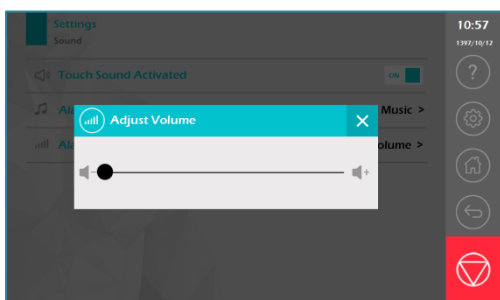 Settings
Sound
10:57
1397/10/12
Touch Sound Activated
ON
Music >
Adjust Volume
olume >